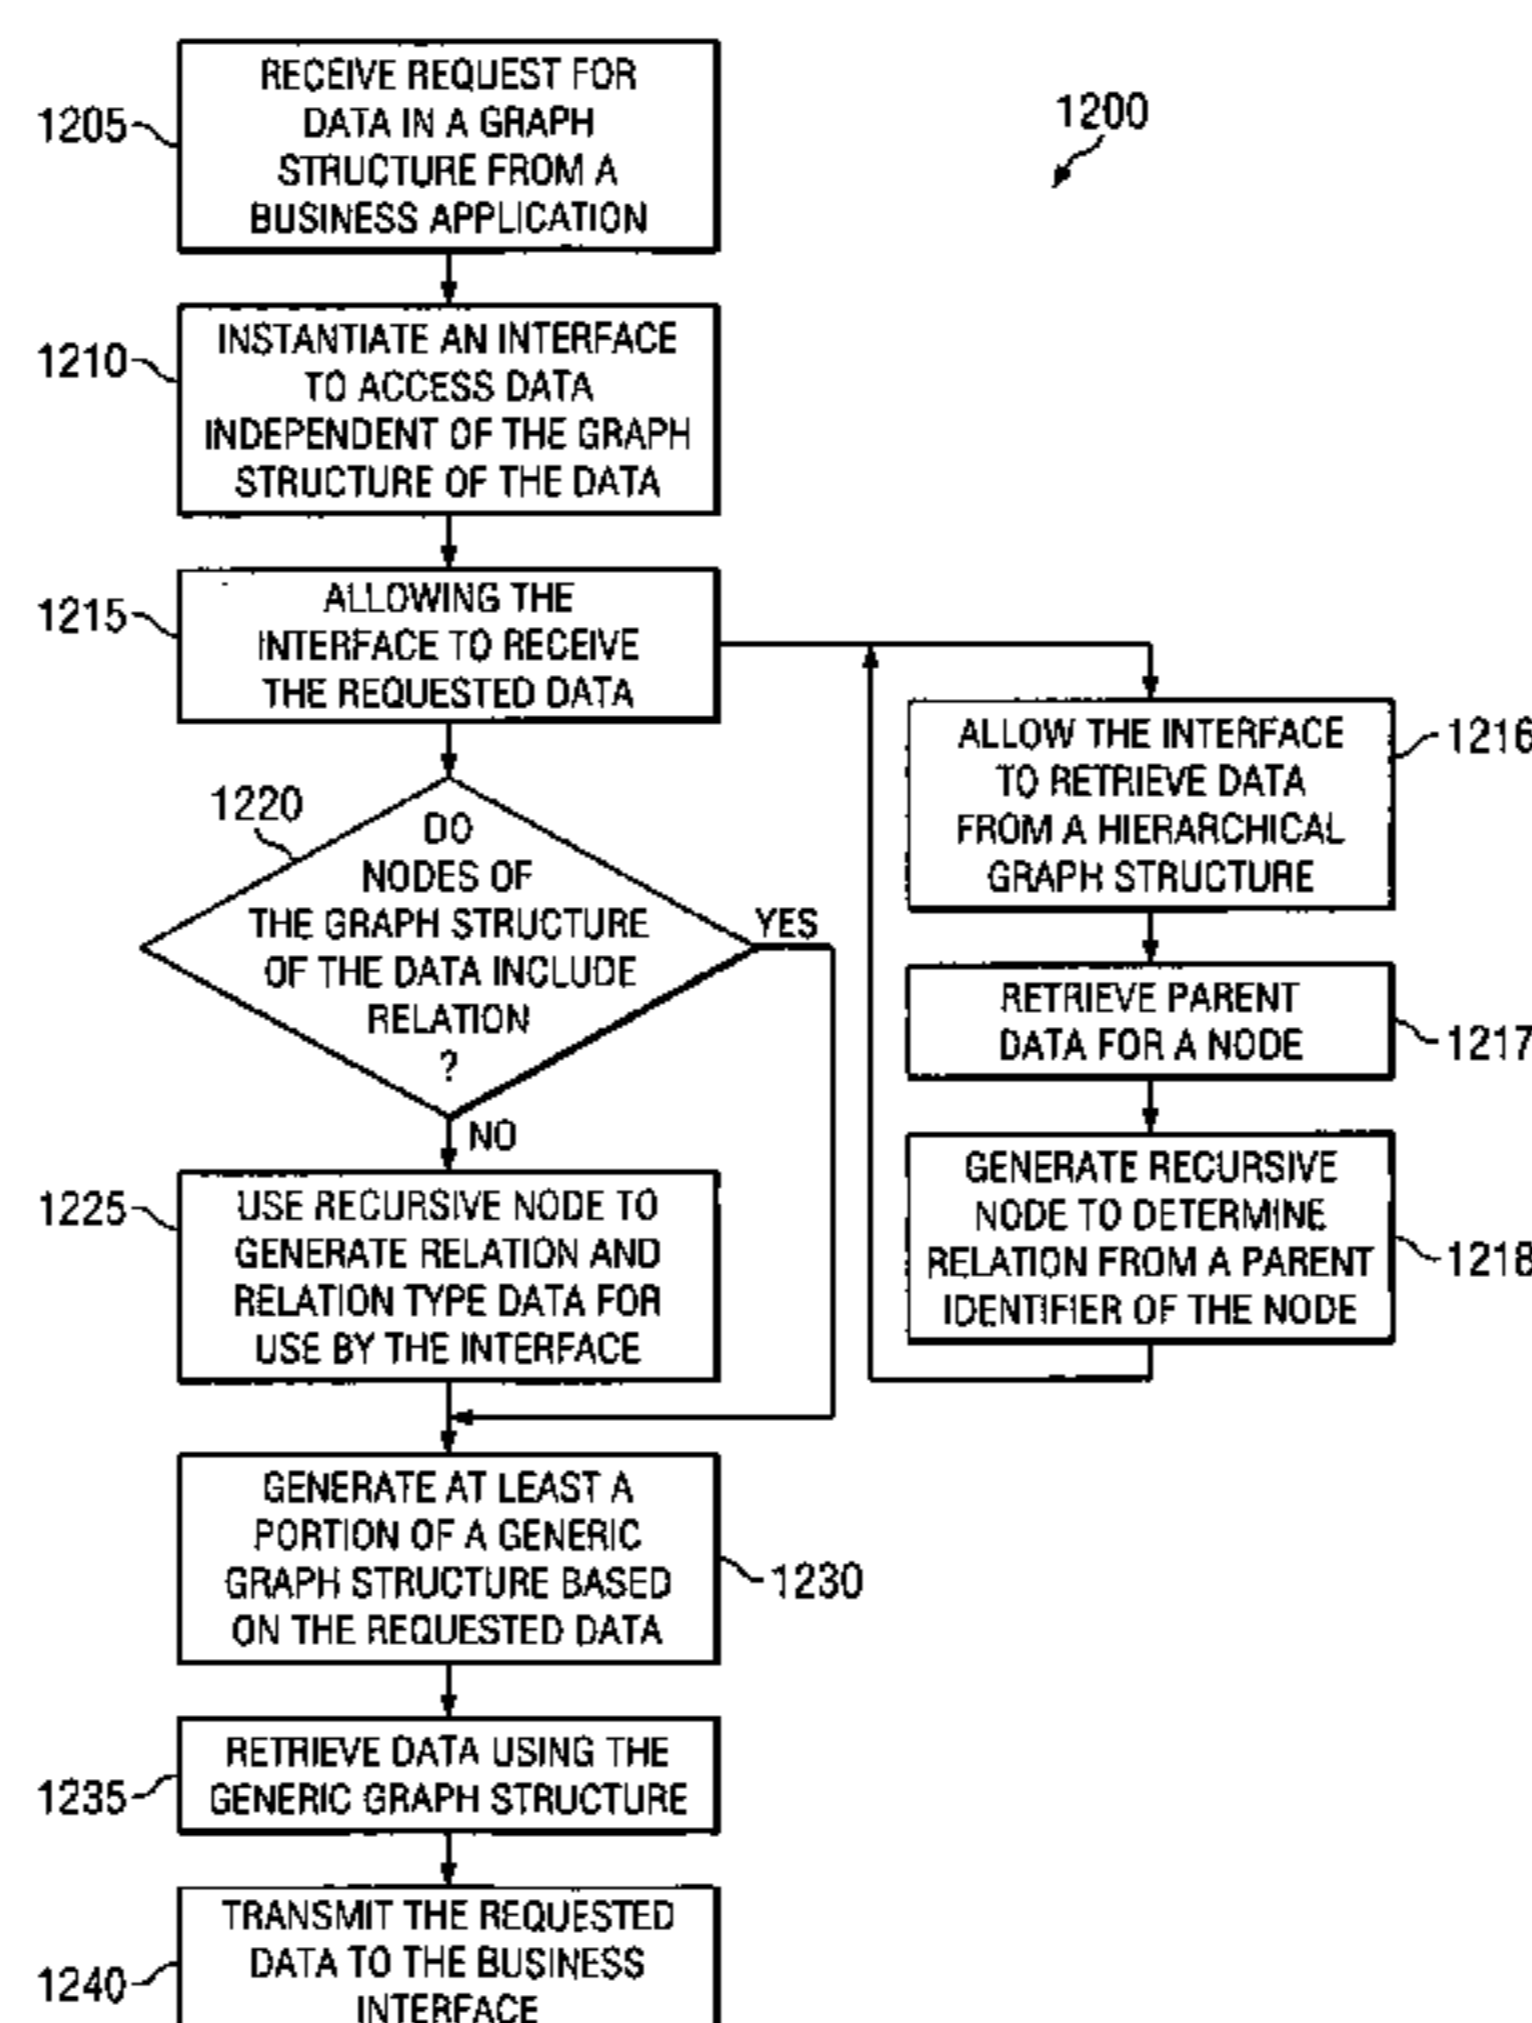 1200
1205
RECEIVE REQUEST FOR
DATA IN A GRAPH
STRUCTURE FROM A
BUSINESS APPLICATION
1210
INSTANTIATE AN INTERFACE
TO ACCESS DATA
INDEPENDENT OF THE GRAPH
STRUCTURE OF THE DATA
1215
ALLOWING THE
INTERFACE TO RECEIVE
THE REQUESTED DATA
1216
ALLOW THE INTERFACE
TO RETRIEVE DATA
FROM A HIERARCHICAL
GRAPH STRUCTURE
1217
RETRIEVE PARENT
DATA FOR A NODE
1218
GENERATE RECURSIVE
NODE TO DETERMINE
RELATION FROM A PARENT
IDENTIFIER OF THE NODE
1220
DO
NODES OF
THE GRAPH STRUCTURE
OF THE DATA INCLUDE
RELATION
?
YES
NO
1225
USE RECURSIVE NODE TO
GENERATE RELATION AND
RELATION TYPE DATA FOR
USE BY THE INTERFACE
1230
GENERATE AT LEAST A
PORTION OF A GENERIC
GRAPH STRUCTURE BASED
ON THE REQUESTED DATA
1235
RETRIEVE DATA USING THE
GENERIC GRAPH STRUCTURE
1240
TRANSMIT THE REQUESTED
DATA TO THE BUSINESS
INTERFACE